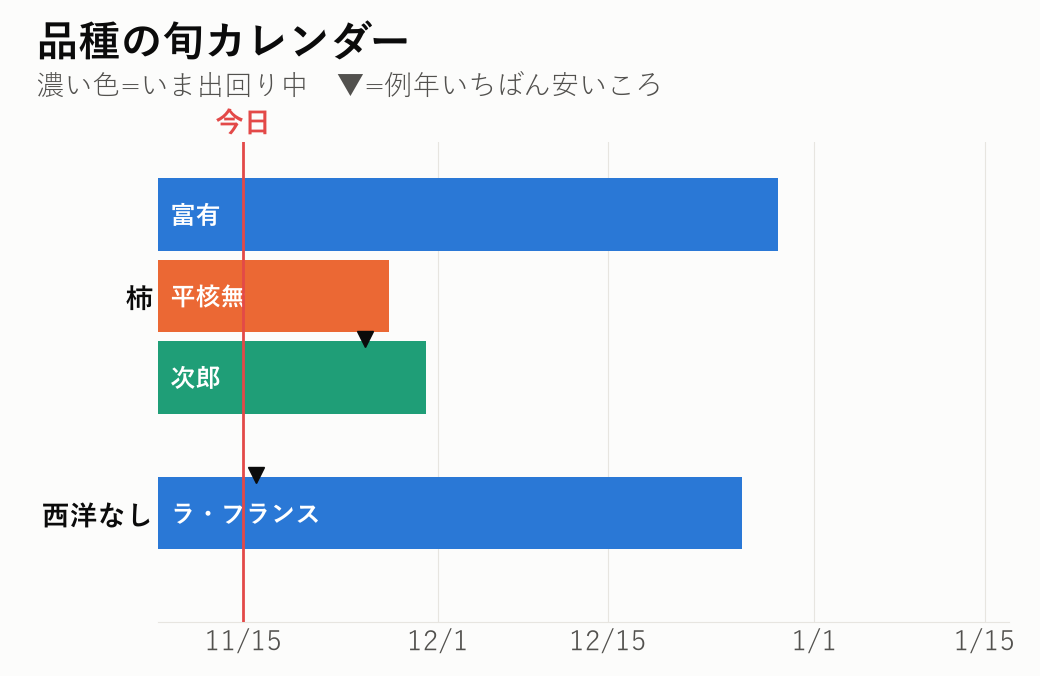 品種の旬カレンダー
濃い色=いま出回り中　▼=例年いちばん安いころ
今日
富有
柿
平核無
次郎
西洋なし
ラ・フランス
11/15
12/1
12/15
1/1
1/15